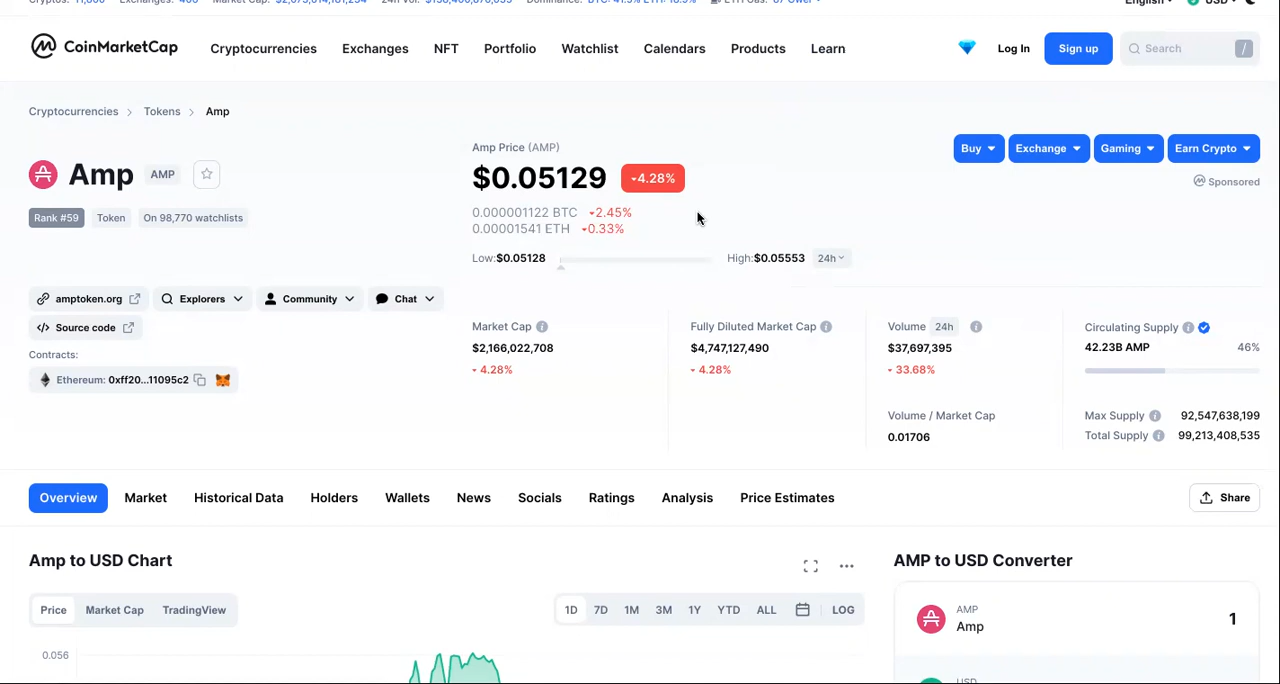 English
USD
CoinMarketCap
Cryptocurrencies Exchanges NFT Portfolio Watchlist Calendars Products Learn
Log In Sign up Search /
Cryptocurrencies > Tokens > Amp
Amp AMP
Rank #59 Token On 98,770 watchlists
amptoken.org Explorers Community Chat
Source code
Contracts:
Ethereum: 0xff20...11095c2
Amp Price (AMP)
$0.05129 4.28%
0.000001122 BTC 2.45%
0.00001541 ETH 0.33%
Low:$0.05128 High:$0.05553 24h
Buy Exchange Gaming Earn Crypto
Sponsored
Market Cap
$2,166,022,708
4.28%
Fully Diluted Market Cap
$4,747,127,490
4.28%
Volume 24h
$37,697,395
33.68%
Volume / Market Cap
0.01706
Circulating Supply
42.23B AMP 46%
Max Supply 92,547,638,199
Total Supply 99,213,408,535
Overview Market Historical Data Holders Wallets News Socials Ratings Analysis Price Estimates Share
Amp to USD Chart
Price Market Cap TradingView 1D 7D 1M 3M 1Y YTD ALL LOG
0.056
AMP to USD Converter
AMP
Amp 1
USD